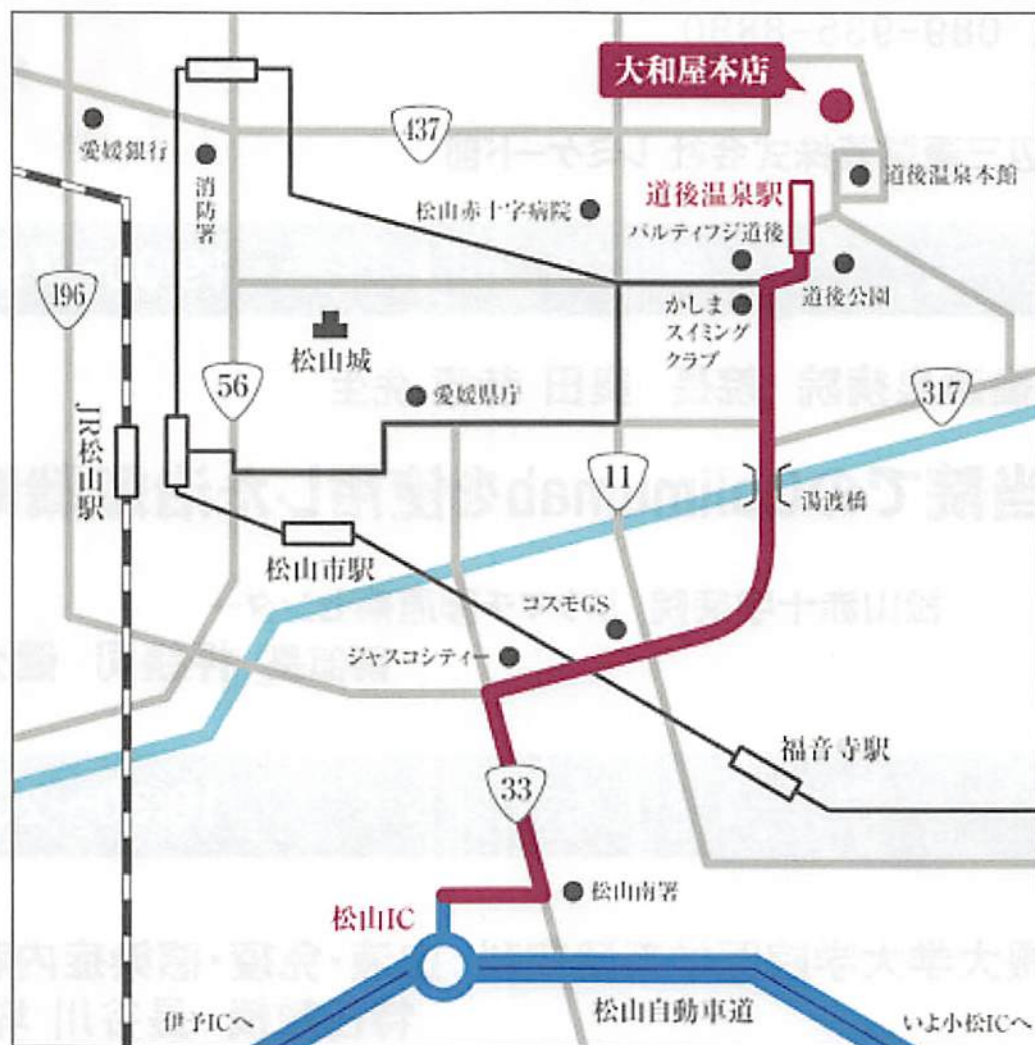 大和屋本店
437
愛媛銀行
消防署
松山赤十字病院
道後温泉駅
パルティフジ道後
道後温泉本館
196
松山城
56
愛媛県庁
かしま
スイミング
クラブ
道後公園
317
JR松山駅
11
湯渡橋
松山市駅
コスモGS
ジャスコシティー
福音寺駅
33
松山IC
松山南署
伊予ICへ
松山自動車道
いよ小松ICへ